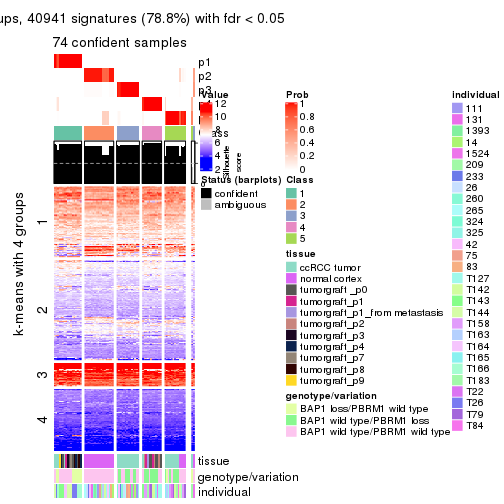 ups, 40941 signatures (78.8%) with fdr < 0.05
74 confident samples
p1
p2
p3
Value
12
10
8
6
4
2
Silhouette
score
Status (barplots)
confident
ambiguous
Prob
1
0.8
0.6
0.4
0.2
0
Class
1
2
3
4
5
tissue
ccRCC tumor
normal cortex
tumorgraft_p0
tumorgraft_p1
tumorgraft_p1_from metastasis
tumorgraft_p2
tumorgraft_p3
tumorgraft_p4
tumorgraft_p7
tumorgraft_p8
tumorgraft_p9
genotype/variation
BAP1 loss/PBRM1 wild type
BAP1 wild type/PBRM1 loss
BAP1 wild type/PBRM1 wild type
individual
111
131
1393
14
1524
209
233
26
260
265
324
325
42
75
83
T127
T142
T143
T144
T158
T163
T164
T165
T166
T183
T22
T26
T79
T84
k-means with 4 groups
1
2
3
4
tissue
genotype/variation
individual